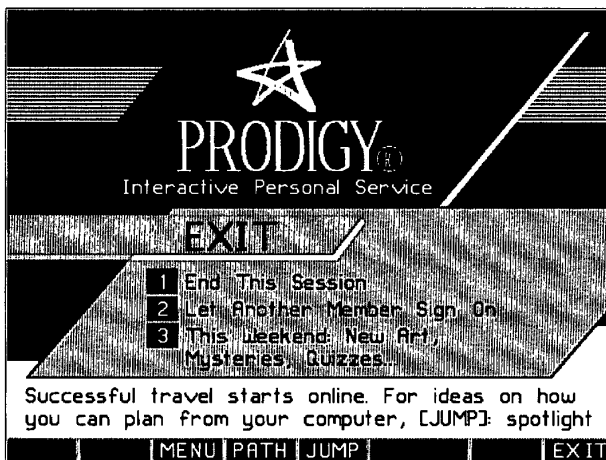 PRODIGY®
Interactive Personal Service
EXIT
1 End This Session
2 Let Another Member Sign On
3 This Weekend: New Art,
Mysteries, Quizzes..
Successful travel starts online. For ideas on how
you can plan from your computer, [JUMP]: spotlight
MENU PATH JUMP EXIT